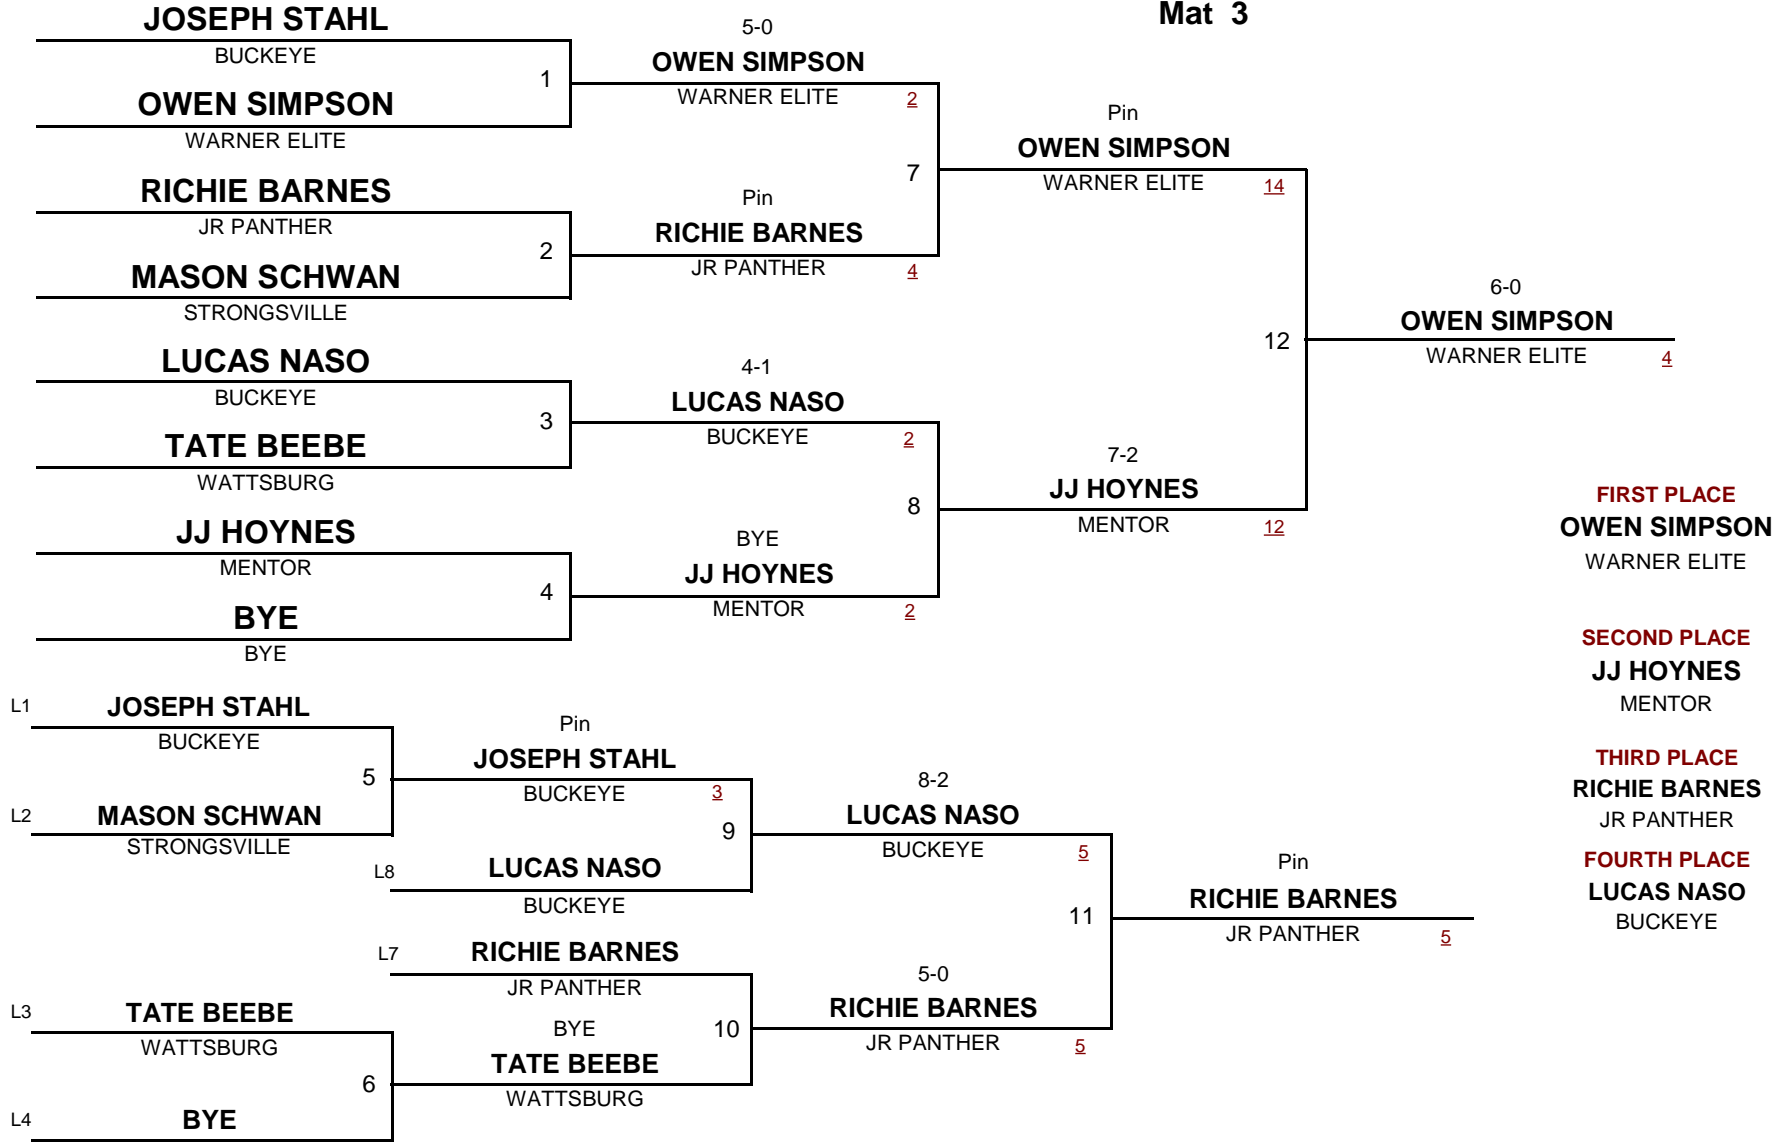 Mat 3
JOSEPH STAHL
BUCKEYE
1
OWEN SIMPSON
WARNER ELITE
RICHIE BARNES
JR PANTHER
2
MASON SCHWAN
STRONGSVILLE
LUCAS NASO
BUCKEYE
3
TATE BEEBE
WATTSBURG
JJ HOYNES
MENTOR
4
BYE
BYE
5-0
OWEN SIMPSON
WARNER ELITE 2
7
Pin
RICHIE BARNES
JR PANTHER 4
4-1
LUCAS NASO
BUCKEYE 2
8
BYE
JJ HOYNES
MENTOR 2
Pin
OWEN SIMPSON
WARNER ELITE 14
12
7-2
JJ HOYNES
MENTOR 12
6-0
OWEN SIMPSON
WARNER ELITE 4
FIRST PLACE
OWEN SIMPSON
WARNER ELITE
SECOND PLACE
JJ HOYNES
MENTOR
THIRD PLACE
RICHIE BARNES
JR PANTHER
FOURTH PLACE
LUCAS NASO
BUCKEYE
L1 JOSEPH STAHL
BUCKEYE
5
L2 MASON SCHWAN
STRONGSVILLE
Pin
JOSEPH STAHL
BUCKEYE 3
9
L8 LUCAS NASO
BUCKEYE
L7 RICHIE BARNES
JR PANTHER
10
BYE
TATE BEEBE
WATTSBURG
L3 TATE BEEBE
WATTSBURG
6
L4 BYE
8-2
LUCAS NASO
BUCKEYE 5
11
5-0
RICHIE BARNES
JR PANTHER 5
Pin
RICHIE BARNES
JR PANTHER 5